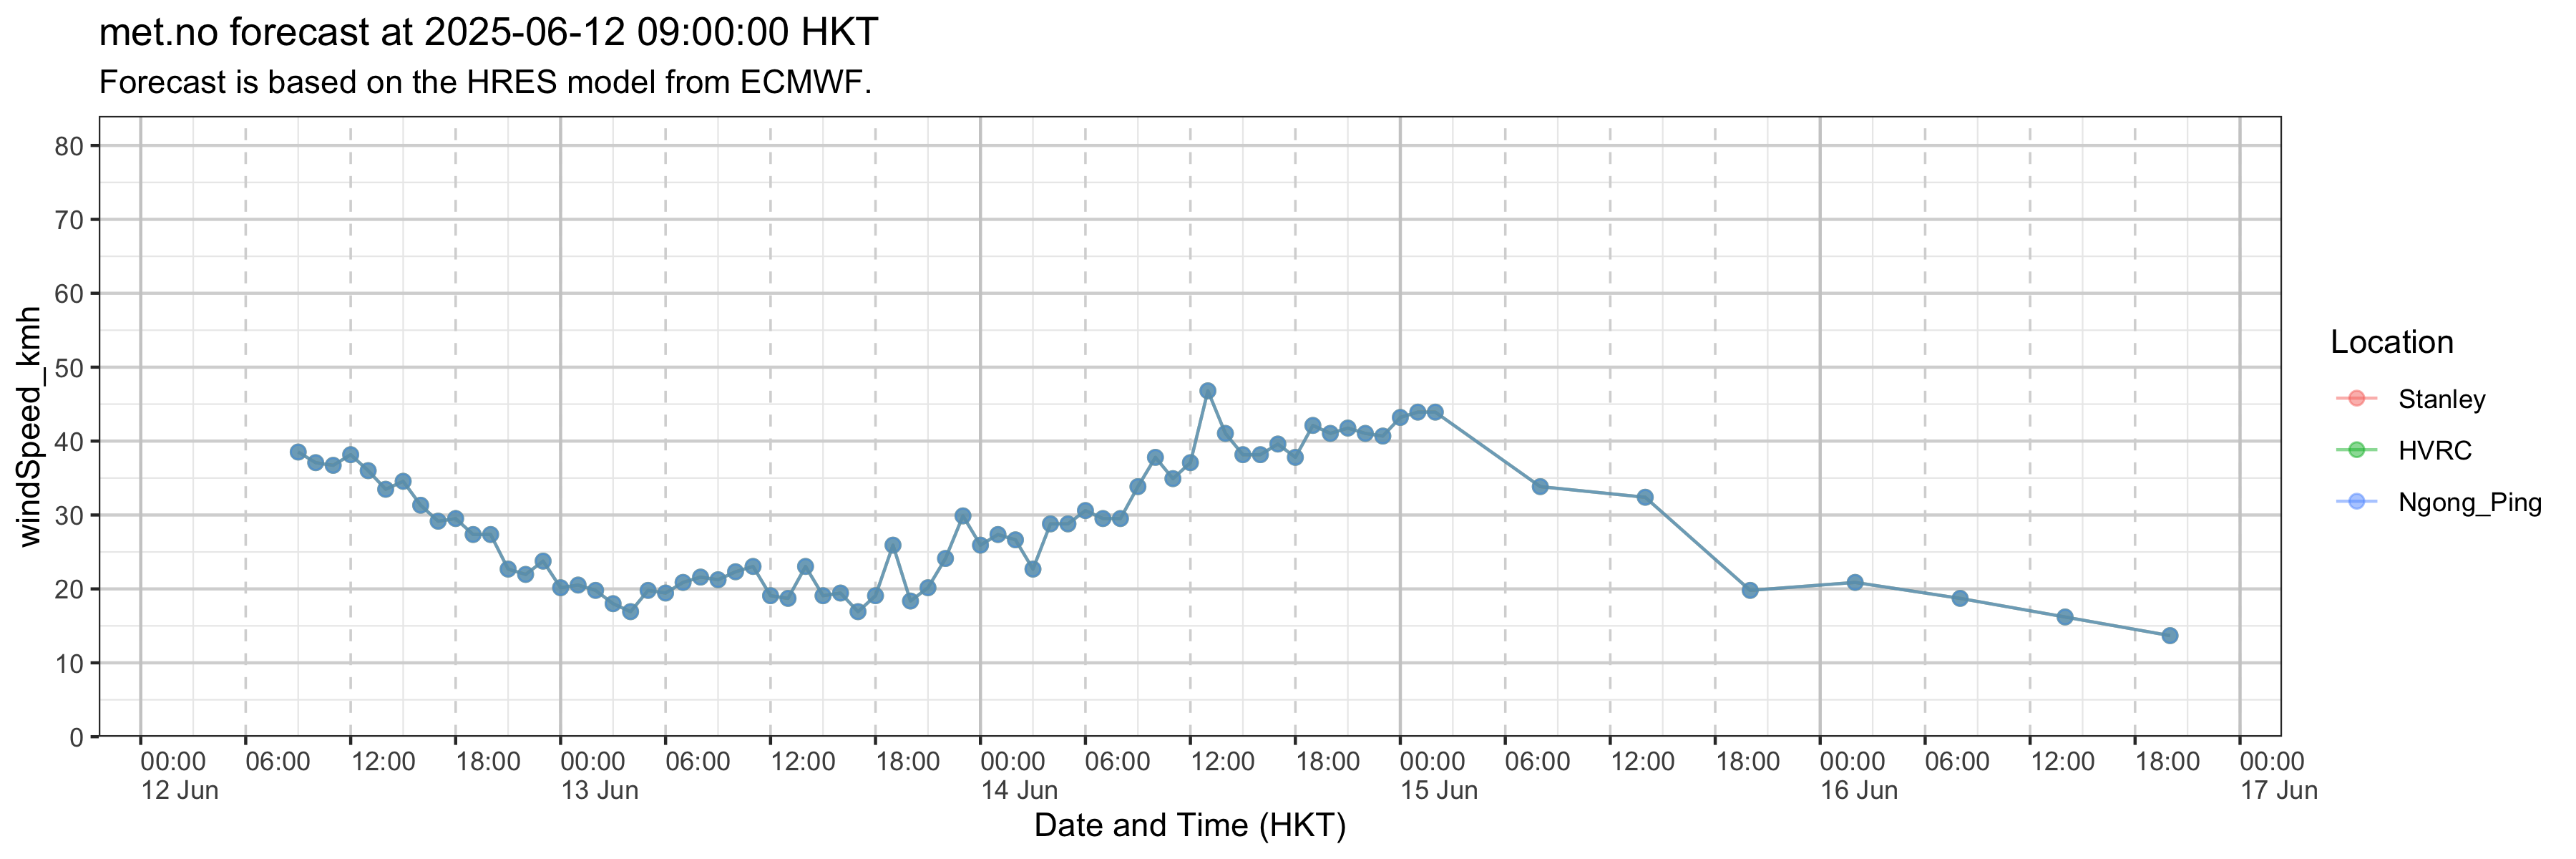 met.no forecast at 2025-06-12 09:00:00 HKT
Forecast is based on the HRES model from ECMWF.
windSpeed_kmh
80
70
60
50
40
30
20
10
0
00:00 06:00 12:00 18:00 00:00 06:00 12:00 18:00 00:00 06:00 12:00 18:00 00:00 06:00 12:00 18:00 00:00 06:00 12:00 18:00 00:00
12 Jun 13 Jun 14 Jun 15 Jun 16 Jun 17 Jun
Date and Time (HKT)
Location
Stanley
HVRC
Ngong_Ping